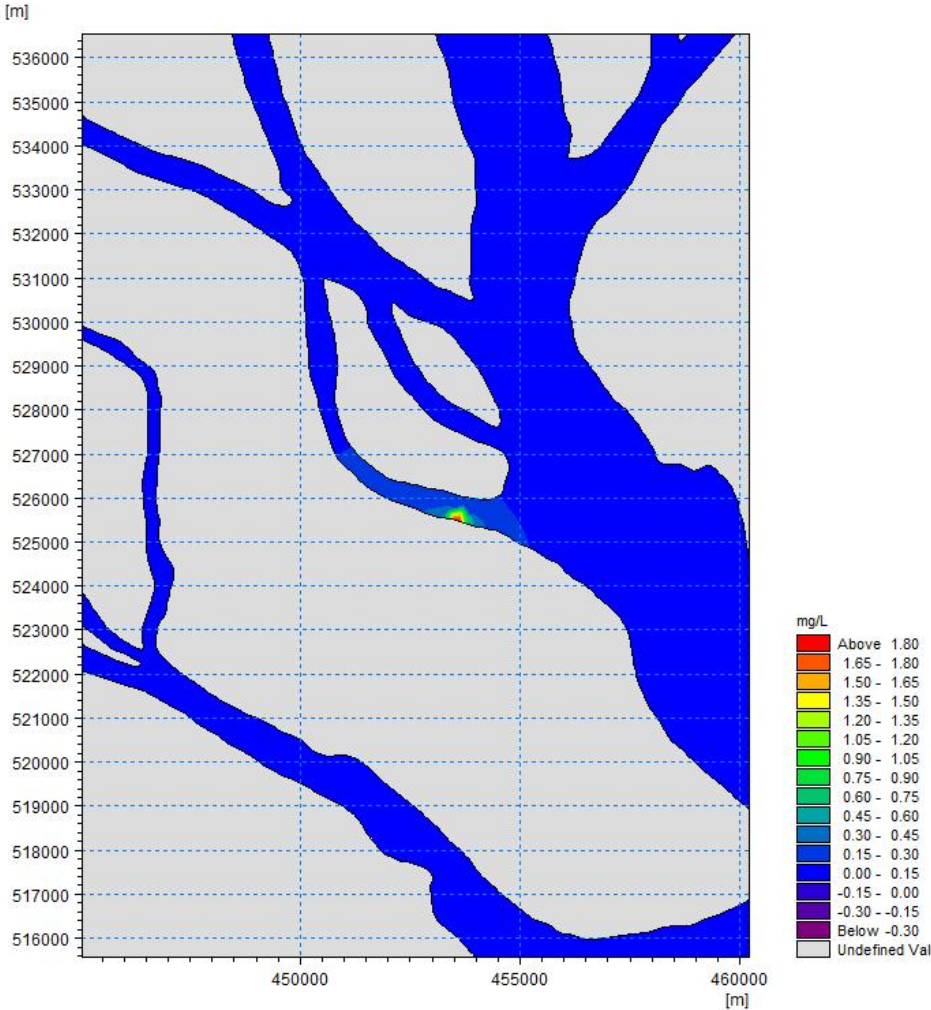 [m]
536000
535000
534000
533000
532000
531000
530000
529000
528000
527000
526000
525000
524000
523000
522000
521000
520000
519000
518000
517000
516000
450000 455000 460000
[m]
mg/L
Above 1.80
1.65 - 1.80
1.50 - 1.65
1.35 - 1.50
1.20 - 1.35
1.05 - 1.20
0.90 - 1.05
0.75 - 0.90
0.60 - 0.75
0.45 - 0.60
0.30 - 0.45
0.15 - 0.30
0.00 - 0.15
-0.15 - 0.00
-0.30 - -0.15
Below -0.30
Undefined Val